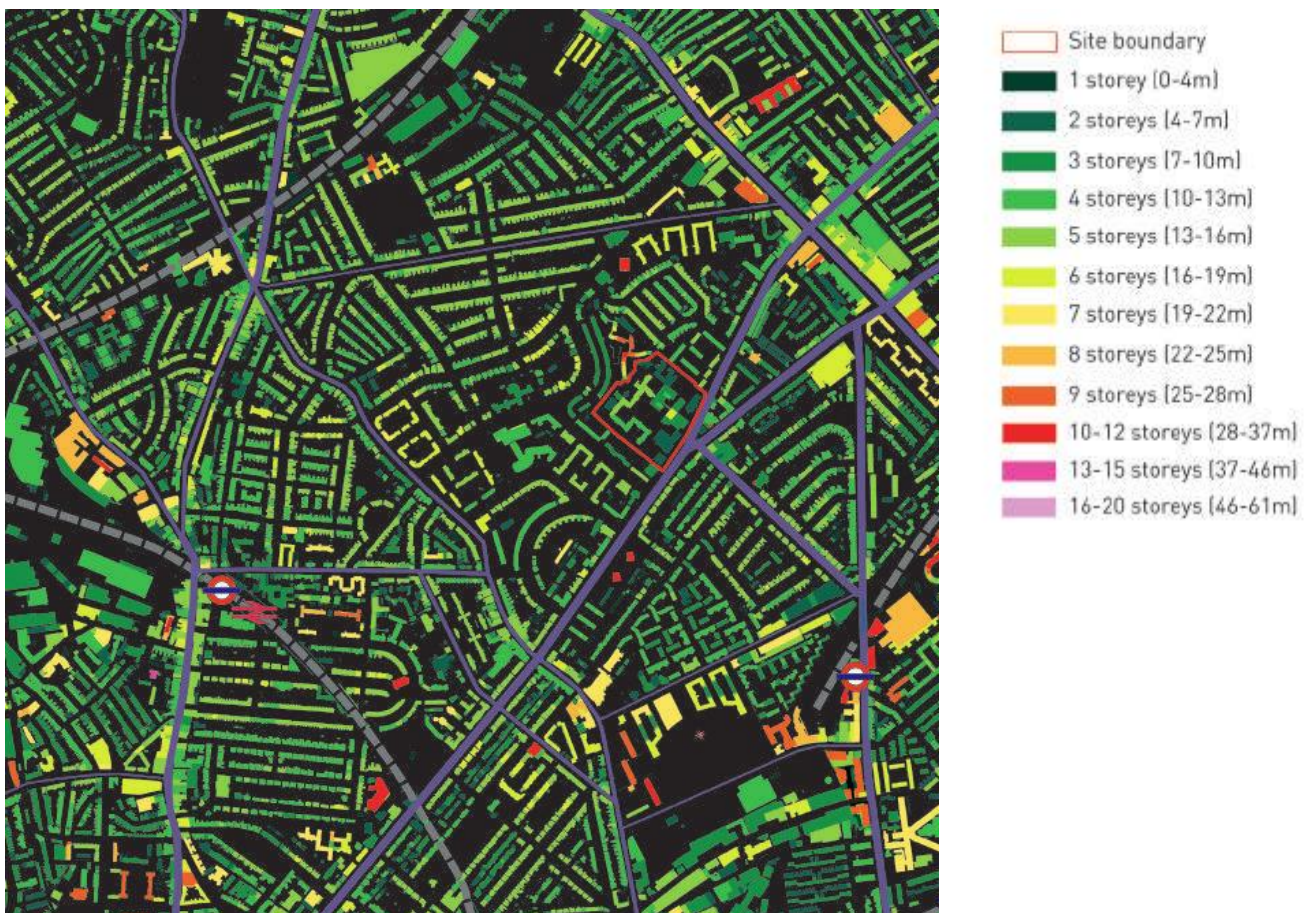 Site boundary
1 storey (0-4m)
2 storeys (4-7m)
3 storeys (7-10m)
4 storeys (10-13m)
5 storeys (13-16m)
6 storeys (16-19m)
7 storeys (19-22m)
8 storeys (22-25m)
9 storeys (25-28m)
10-12 storeys (28-37m)
13-15 storeys (37-46m)
16-20 storeys (46-61m)